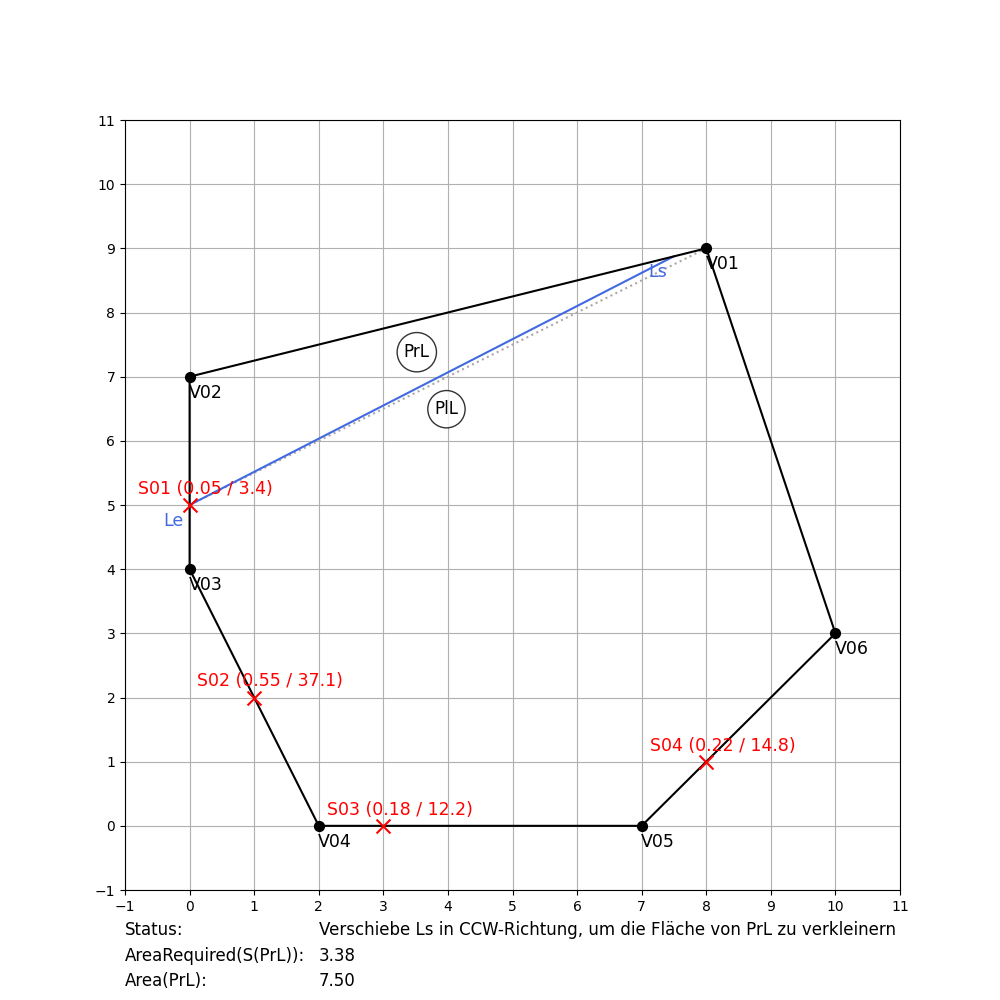 11
10
9
V01
Ls
8
PrL
7
V02
PlL
6
S01 (0.05 / 3.4)
5
Le
4
V03
3
V06
S02 (0.55 / 37.1)
2
S04 (0.22 / 14.8)
1
S03 (0.18 / 12.2)
0
V04
V05
−1
−1 0 1 2 3 4 5 6 7 8 9 10 11
Status: Verschiebe Ls in CCW-Richtung, um die Fläche von PrL zu verkleinern
AreaRequired(S(PrL)): 3.38
Area(PrL): 7.50